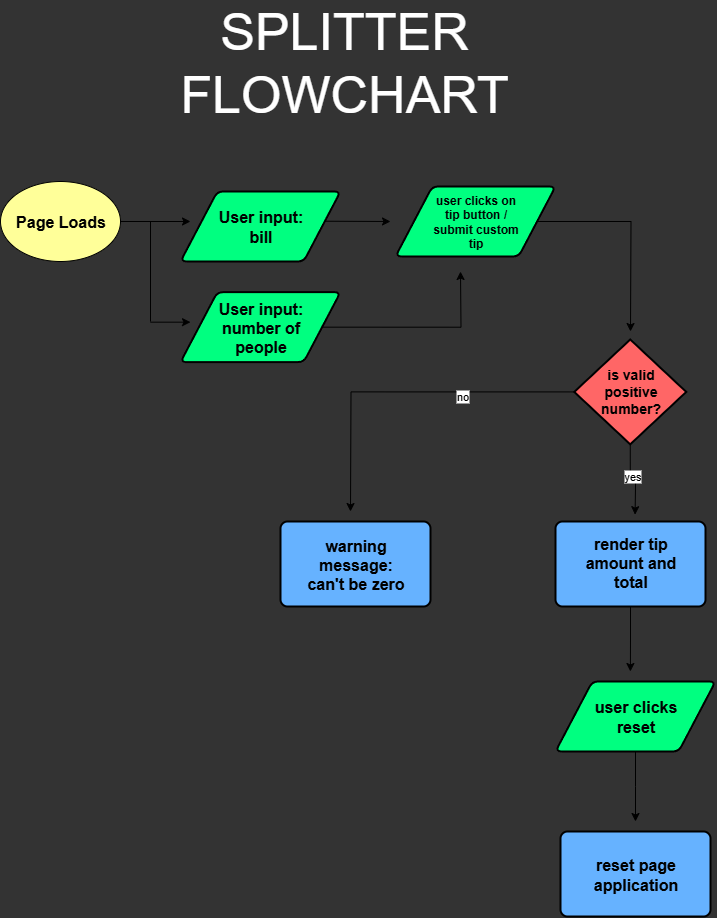 SPLITTER
FLOWCHART
Page Loads
User input:
bill
user clicks on
tip button /
submit custom
tip
User input:
number of
people
is valid
positive
number?
no
yes
warning
message:
can't be zero
render tip
amount and
total
user clicks
reset
reset page
application